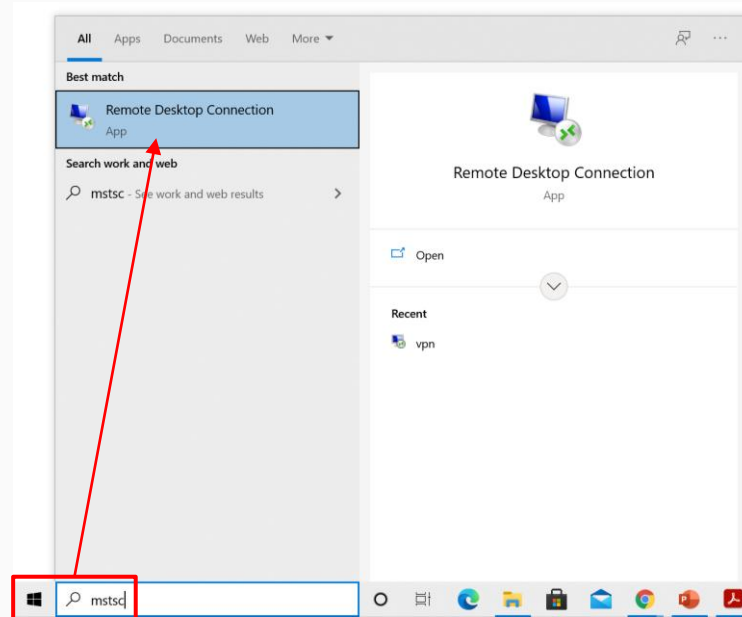 All Apps Documents Web More
Best match
Remote Desktop Connection
App
Search work and web
mstsc - See work and web results
Remote Desktop Connection
App
Open
Recent
vpn
mstsc